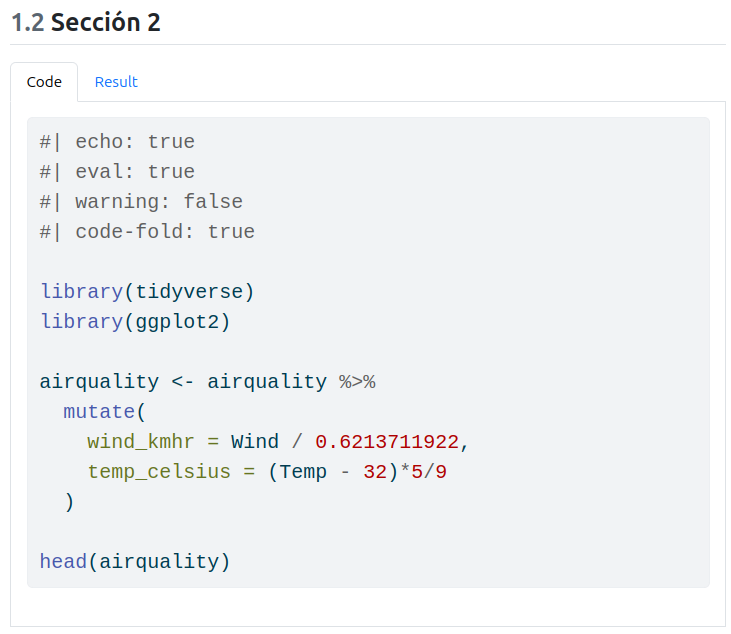 1.2 Sección 2
Code Result
#| echo: true
#| eval: true
#| warning: false
#| code-fold: true
library(tidyverse)
library(ggplot2)
airquality <- airquality %>%
  mutate(
    wind_kmhr = Wind / 0.6213711922,
    temp_celsius = (Temp - 32)*5/9
  )
head(airquality)